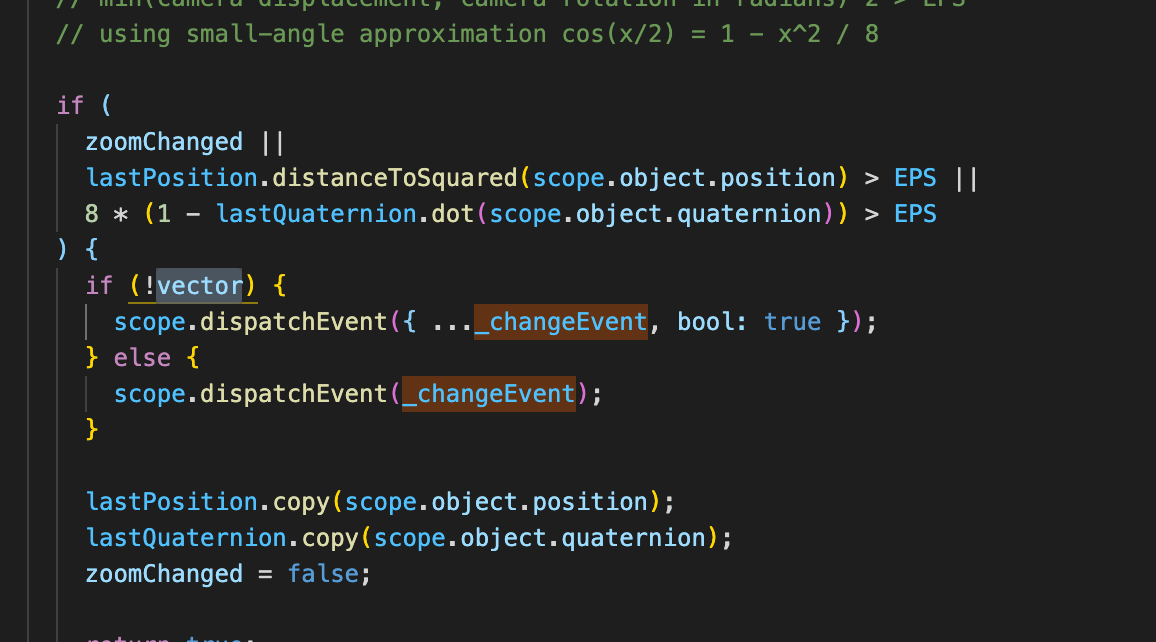 // min(camera displacement, camera rotation in radians)^2 > EPS
// using small-angle approximation cos(x/2) = 1 - x^2 / 8
if (
zoomChanged ||
lastPosition.distanceToSquared(scope.object.position) > EPS ||
8 * (1 - lastQuaternion.dot(scope.object.quaternion)) > EPS
) {
if (!vector) {
scope.dispatchEvent({ ..._changeEvent, bool: true });
} else {
scope.dispatchEvent(_changeEvent);
}
lastPosition.copy(scope.object.position);
lastQuaternion.copy(scope.object.quaternion);
zoomChanged = false;
return true;